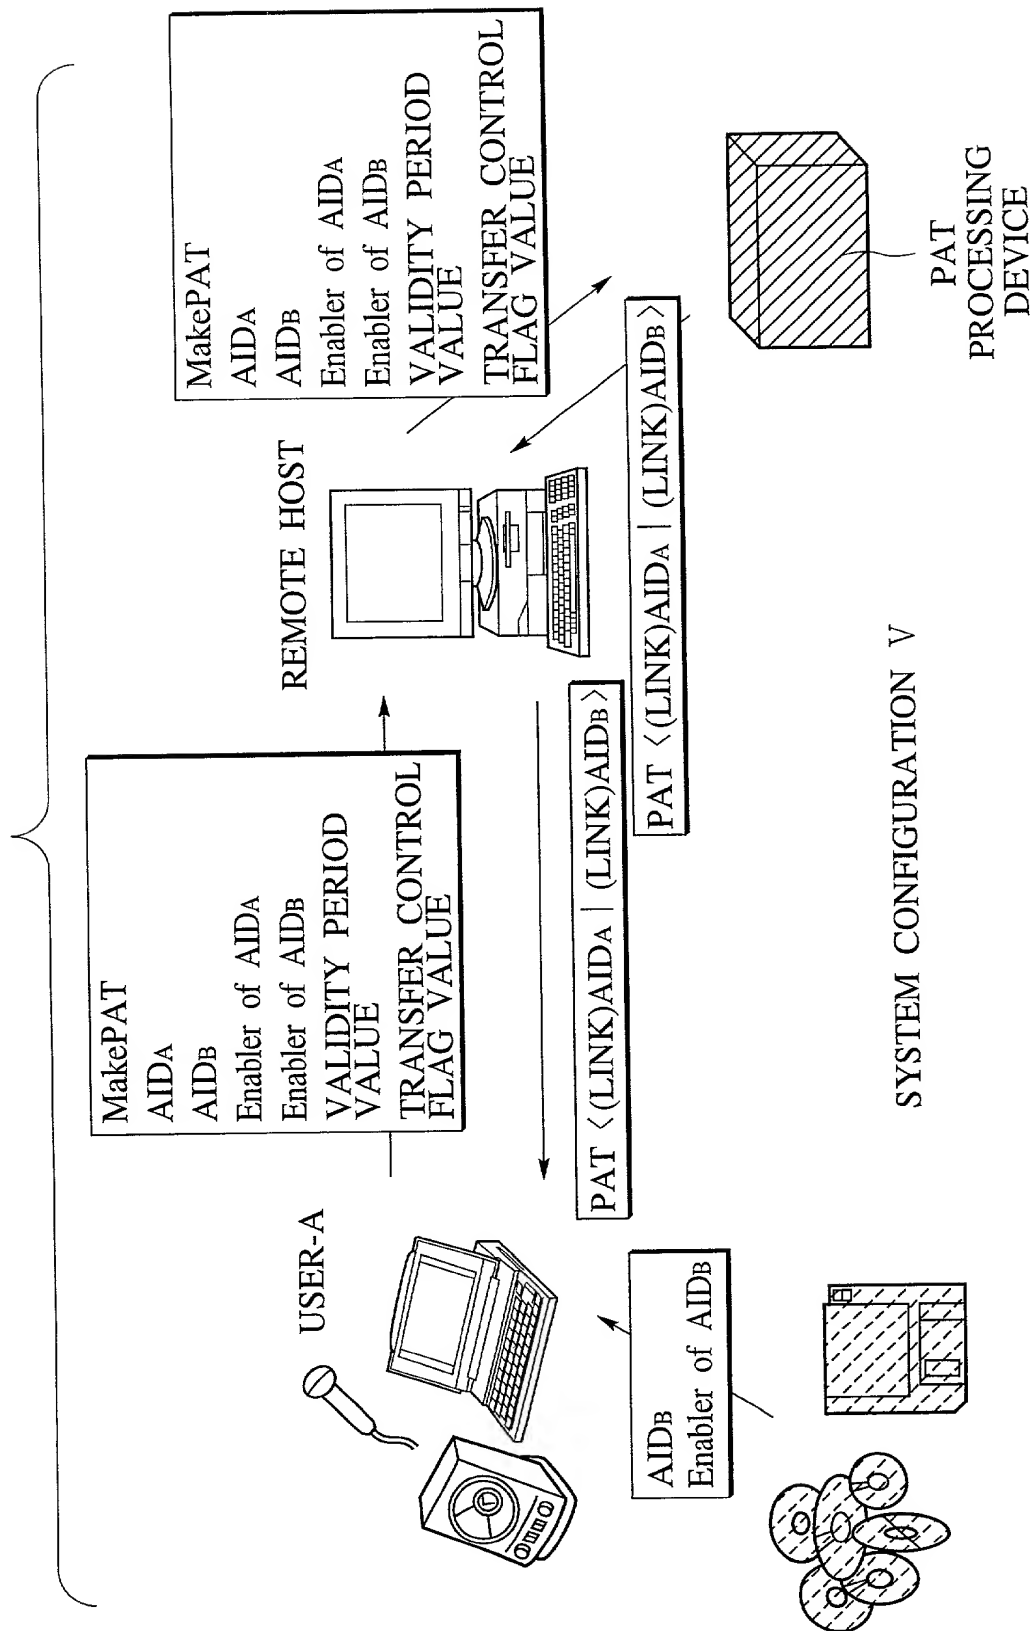 USER-A
MakePAT
AIDA
AIDB
Enabler of AIDA
Enabler of AIDB
VALIDITY PERIOD
VALUE
TRANSFER CONTROL
FLAG VALUE
REMOTE HOST
MakePAT
AIDA
AIDB
Enabler of AIDA
Enabler of AIDB
VALIDITY PERIOD
VALUE
TRANSFER CONTROL
FLAG VALUE
PAT <(LINK)AIDA | (LINK)AIDB>
PAT <(LINK)AIDA | (LINK)AIDB>
AIDB
Enabler of AIDB
PAT
PROCESSING
DEVICE
SYSTEM CONFIGURATION V